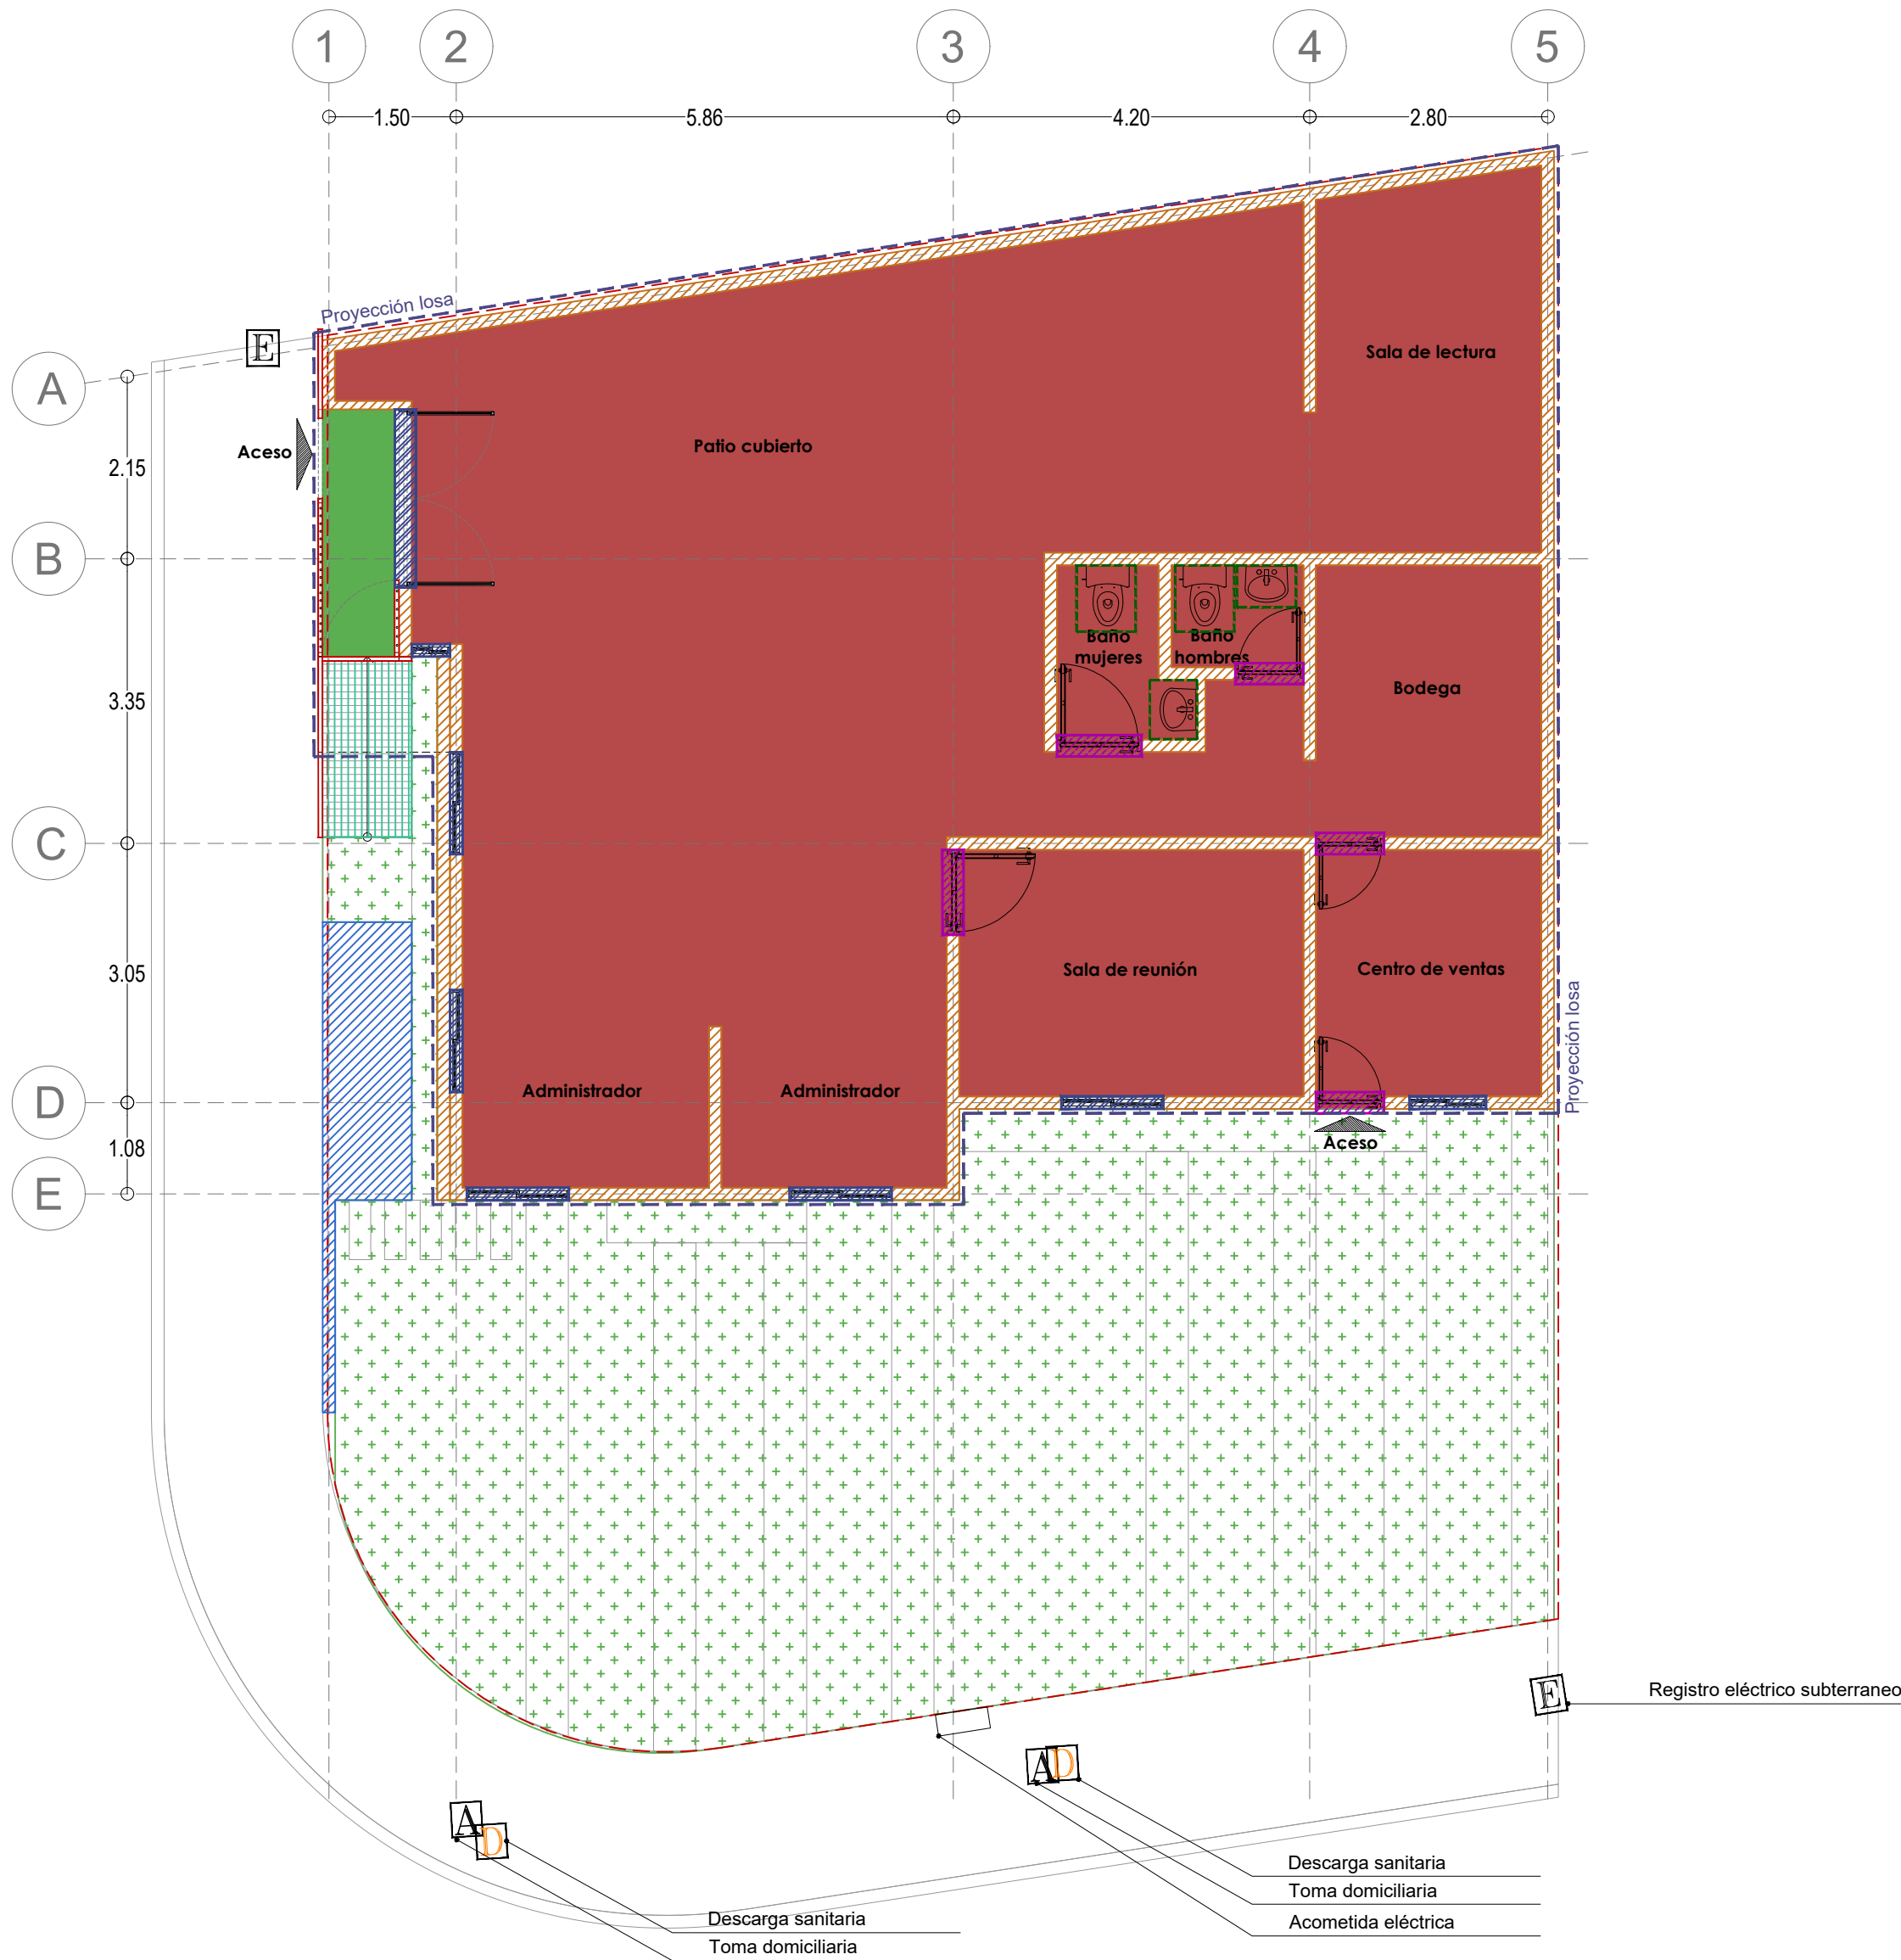 1 2 3 4 5
1.50 5.86 4.20 2.80
Proyección losa
E
A
Sala de lectura
Patio cubierto
Aceso
2.15
B
Baño
mujeres
Baño
hombres
Bodega
3.35
C
Sala de reunión
Centro de ventas
3.05
Proyección losa
Administrador
Administrador
D
Aceso
1.08
E
E
Registro eléctrico subterraneo
A D
A D
Descarga sanitaria
Toma domiciliaria
Acometida eléctrica
Descarga sanitaria
Toma domiciliaria